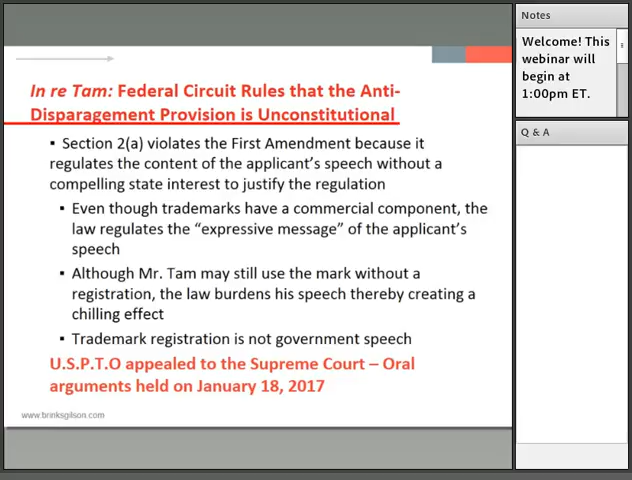 In re Tam: Federal Circuit Rules that the Anti-
Disparagement Provision is Unconstitutional
▪ Section 2(a) violates the First Amendment because it
regulates the content of the applicant's speech without a
compelling state interest to justify the regulation
▪ Even though trademarks have a commercial component, the
law regulates the “expressive message” of the applicant's
speech
▪ Although Mr. Tam may still use the mark without a
registration, the law burdens his speech thereby creating a
chilling effect
▪ Trademark registration is not government speech
U.S.P.T.O appealed to the Supreme Court – Oral
arguments held on January 18, 2017
www.brinksgilson.com
Notes
Welcome! This
webinar will
begin at
1:00pm ET.
Q & A